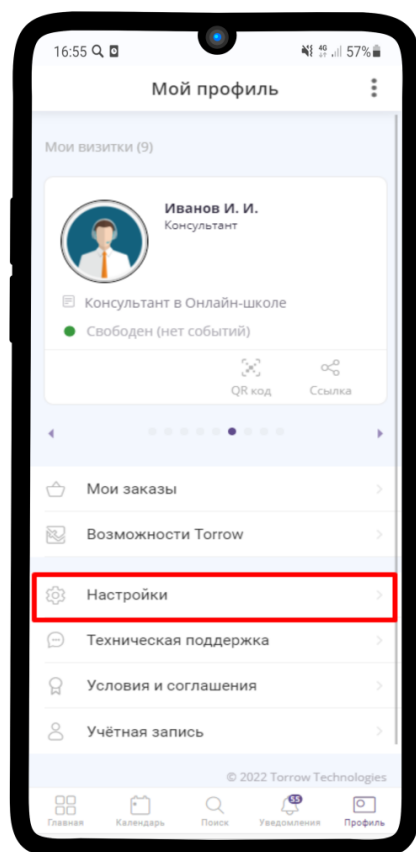 16:55
4G
57%
Мой профиль
Мои визитки (9)
Иванов И. И.
Консультант
Консультант в Онлайн-школе
Свободен (нет событий)
QR код Ссылка
Мои заказы
Возможности Torrow
Настройки
Техническая поддержка
Условия и соглашения
Учётная запись
© 2022 Torrow Technologies
55
Главная Календарь Поиск Уведомления Профиль